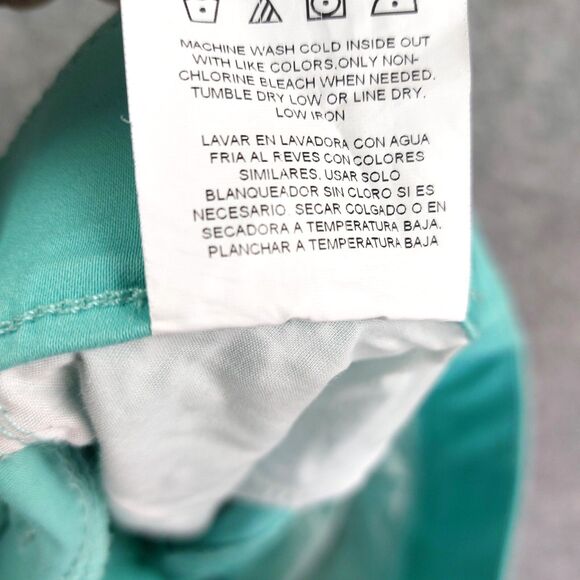 MACHINE WASH COLD INSIDE OUT
WITH LIKE COLORS,ONLY NON-
CHLORINE BLEACH WHEN NEEDED.
TUMBLE DRY LOW OR LINE DRY.
LOW IRON
LAVAR EN LAVADORA CON AGUA
FRIA AL REVES CON COLORES
SIMILARES. USAR SOLO
BLANQUEADOR SIN CLORO SI ES
NECESARIO. SECAR COLGADO O EN
SECADORA A TEMPERATURA BAJA.
PLANCHAR A TEMPERATURA BAJA